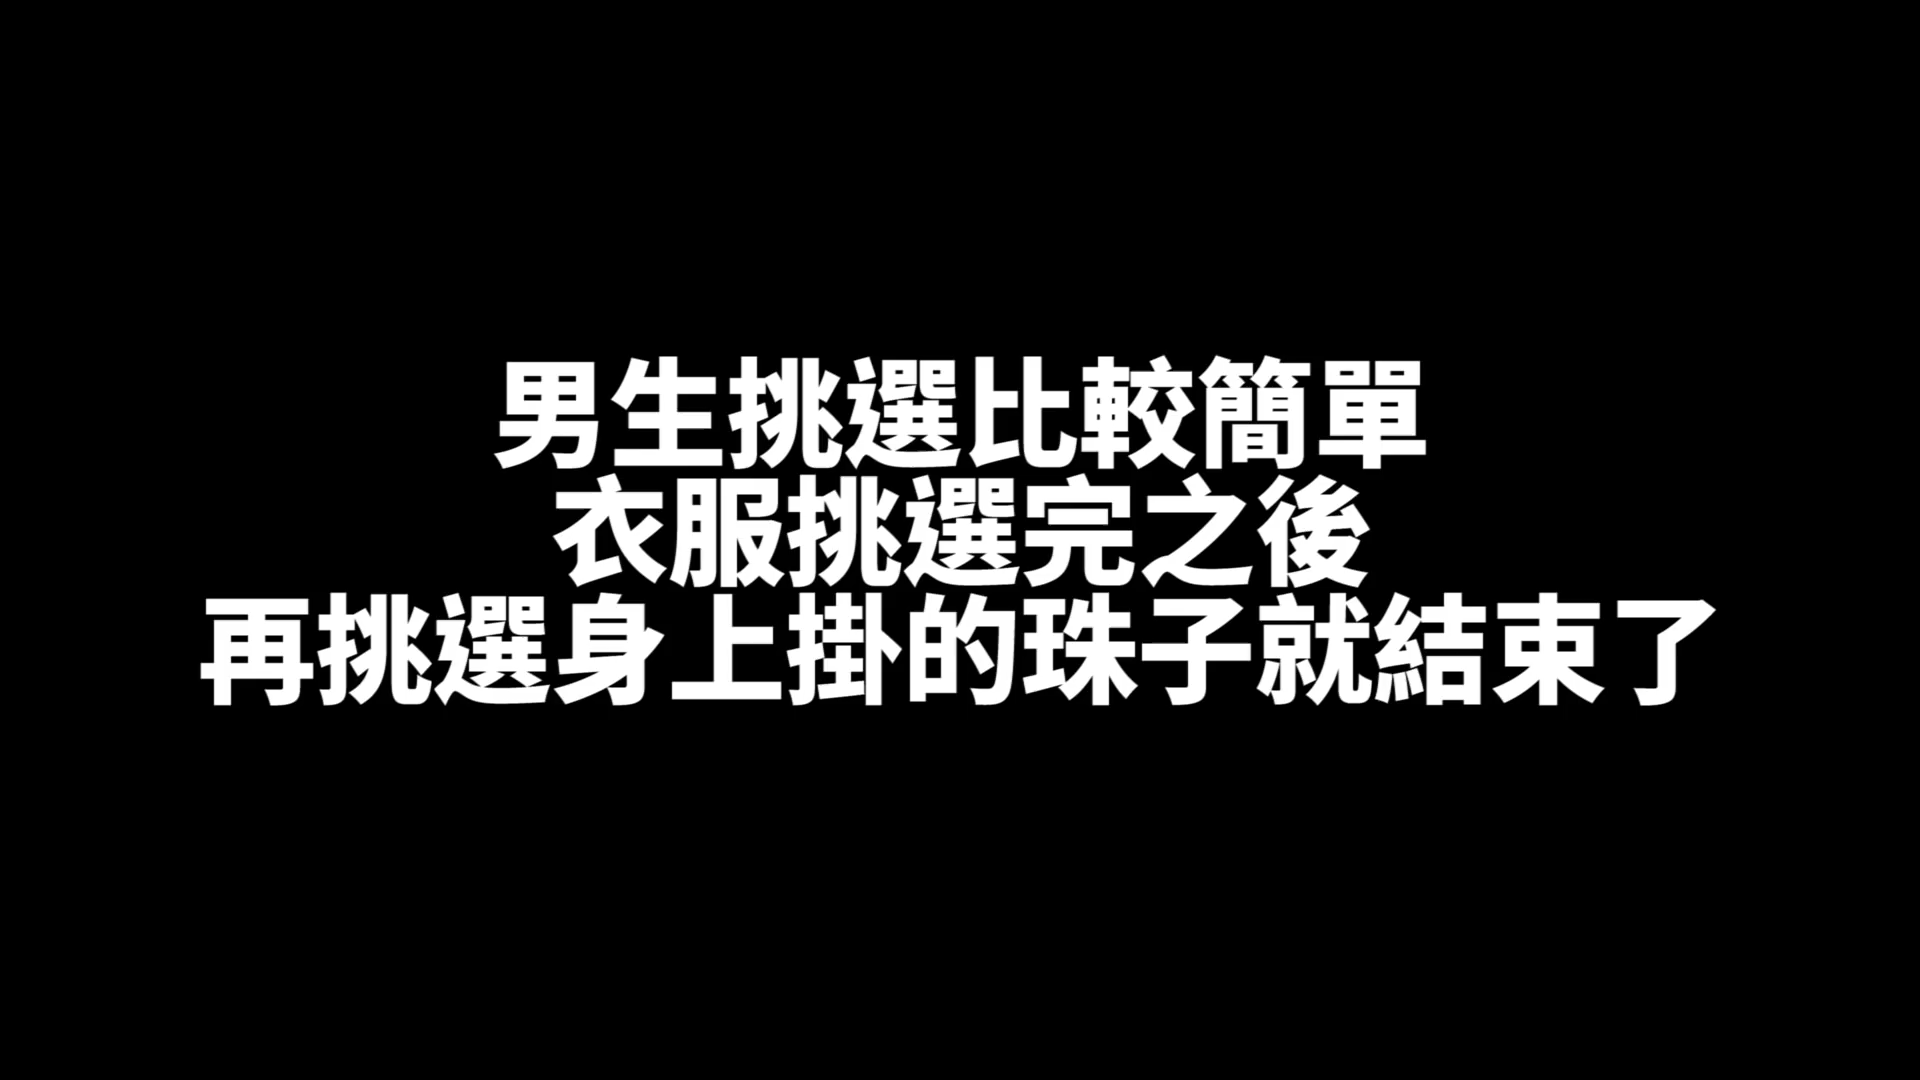 男生挑選比較簡單
衣服挑選完之後
再挑選身上掛的珠子就結束了